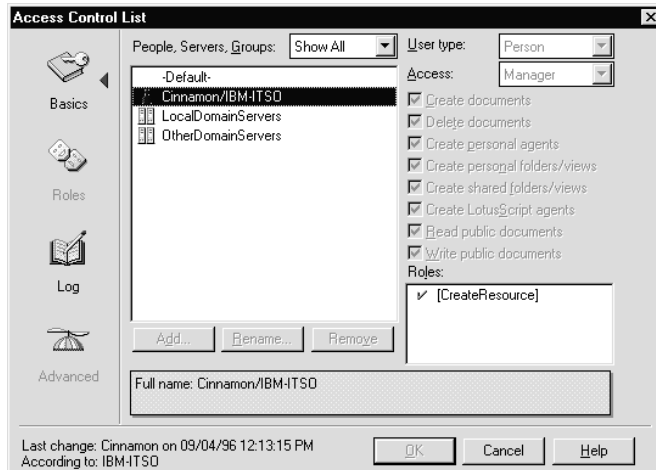 Access Control List
Basics
Roles
Log
Advanced
People, Servers, Groups:
Show All
-Default-
Cinnamon/IBM-ITSO
LocalDomainServers
OtherDomainServers
Add...
Rename...
Remove
User type:
Person
Access:
Manager
Create documents
Delete documents
Create personal agents
Create personal folders/views
Create shared folders/views
Create LotusScript agents
Read public documents
Write public documents
Roles:
[CreateResource]
Full name: Cinnamon/IBM-ITSO
Last change: Cinnamon on 09/04/96 12:13:15 PM
According to: IBM-ITSO
OK
Cancel
Help